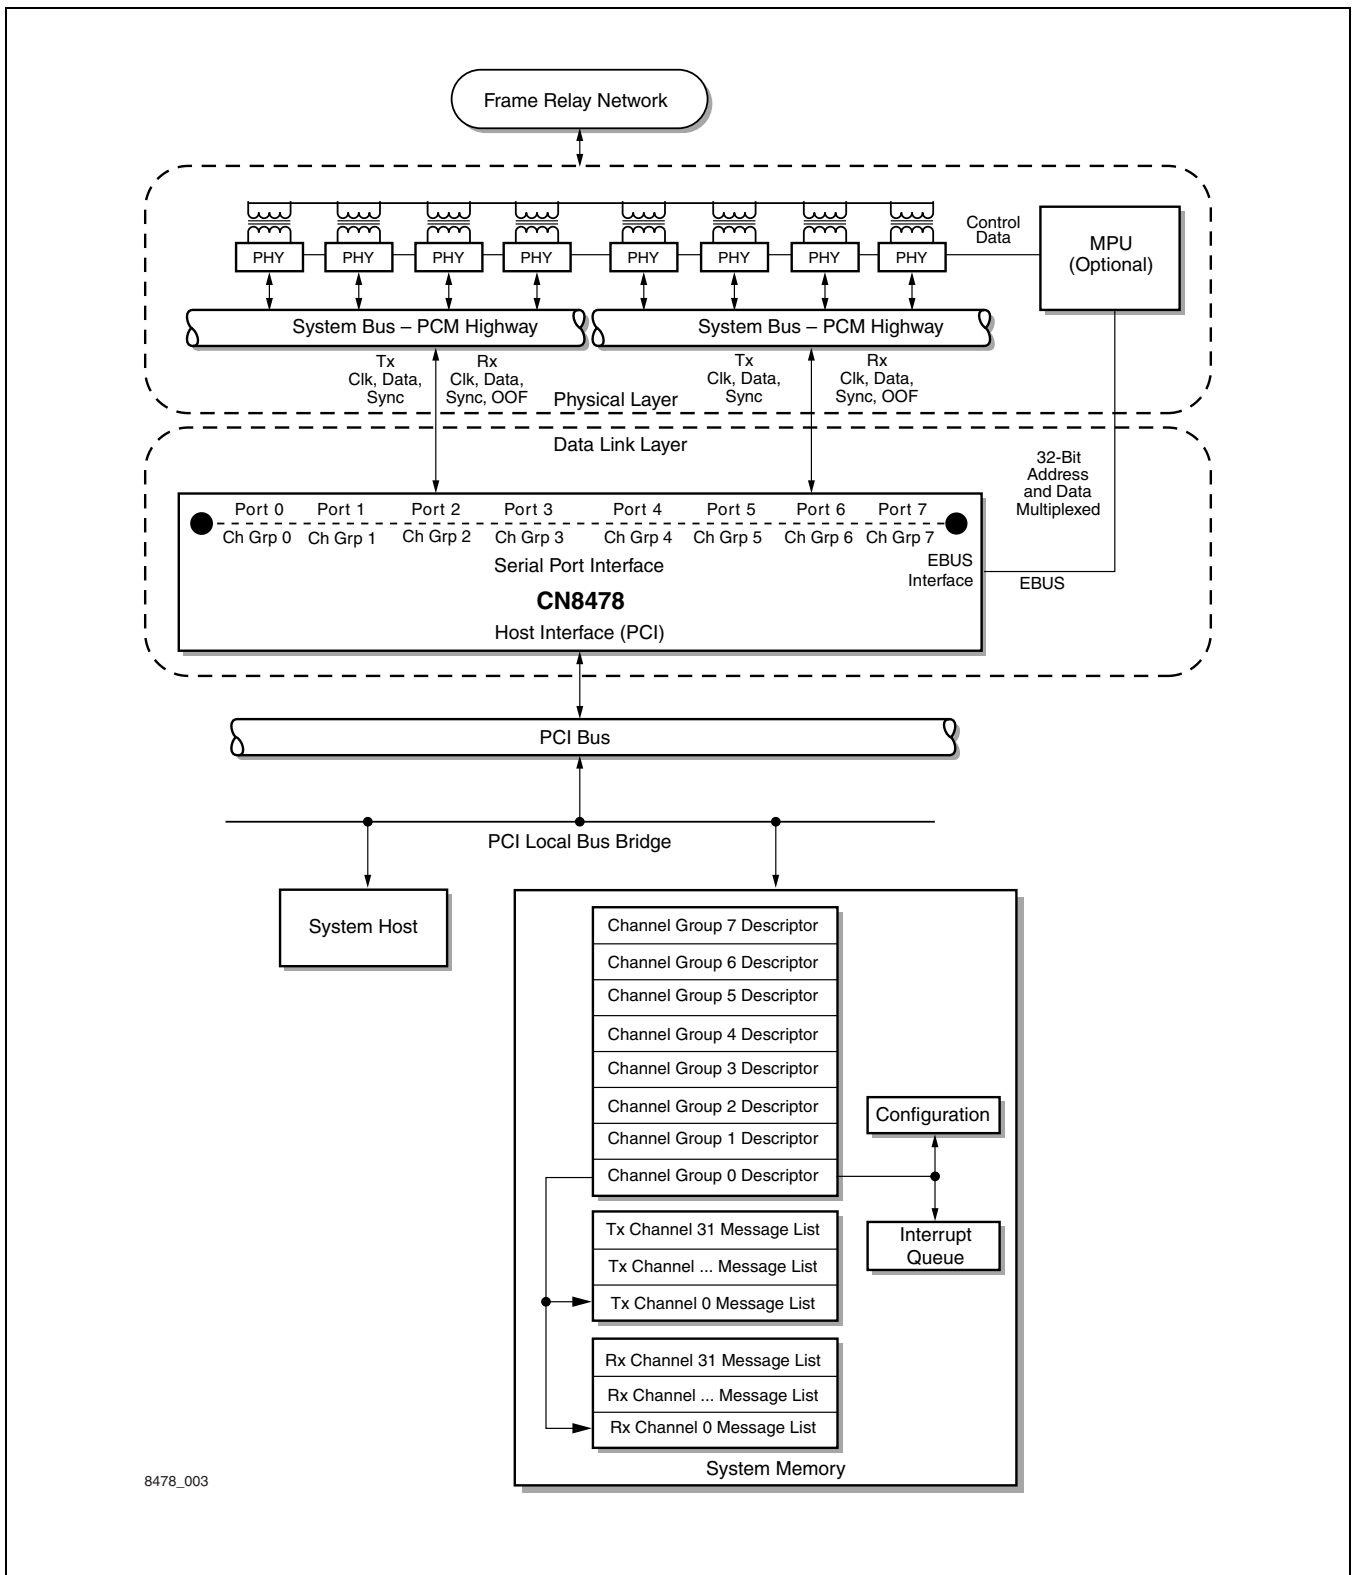 Frame Relay Network
Control
Data
MPU
(Optional)
PHY PHY PHY PHY PHY PHY PHY PHY
System Bus – PCM Highway System Bus – PCM Highway
Tx
Clk, Data,
Sync
Rx
Clk, Data,
Sync, OOF
Tx
Clk, Data,
Sync
Rx
Clk, Data,
Sync, OOF
Physical Layer
Data Link Layer
32-Bit
Address
and Data
Multiplexed
Port 0 Port 1 Port 2 Port 3 Port 4 Port 5 Port 6 Port 7
Ch Grp 0 Ch Grp 1 Ch Grp 2 Ch Grp 3 Ch Grp 4 Ch Grp 5 Ch Grp 6 Ch Grp 7
Serial Port Interface
EBUS
Interface
EBUS
CN8478
Host Interface (PCI)
PCI Bus
PCI Local Bus Bridge
System Host
Channel Group 7 Descriptor
Channel Group 6 Descriptor
Channel Group 5 Descriptor
Channel Group 4 Descriptor
Channel Group 3 Descriptor
Channel Group 2 Descriptor
Channel Group 1 Descriptor
Channel Group 0 Descriptor
Configuration
Interrupt
Queue
Tx Channel 31 Message List
Tx Channel ... Message List
Tx Channel 0 Message List
Rx Channel 31 Message List
Rx Channel ... Message List
Rx Channel 0 Message List
System Memory
8478_003